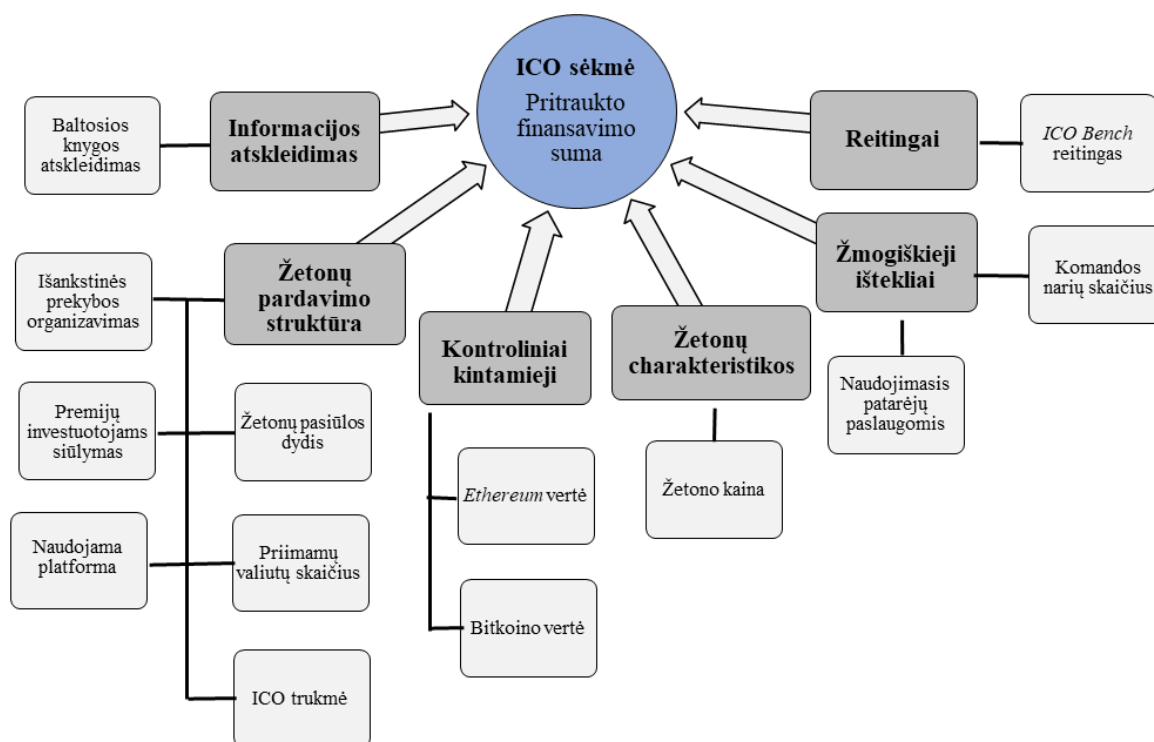 ICO sėkmė
Pritraukto
finansavimo
suma
Informacijos
atskleidimas
Baltosios
knygos
atskleidimas
Reitingai
ICO Bench
reitingas
Žetonų
pardavimo
struktūra
Išankstinės
prekybos
organizavimas
Premijų
investuotojams
siūlymas
Žetonų pasiūlos
dydis
Naudojama
platforma
Priimamų
valiutų skaičius
ICO trukmė
Kontroliniai
kintamieji
Ethereum vertė
Bitkoino vertė
Žetonų
charakteristikos
Žetono kaina
Žmogiškieji
ištekliai
Komandos
narių skaičius
Naudojimasis
patarėjų
paslaugomis